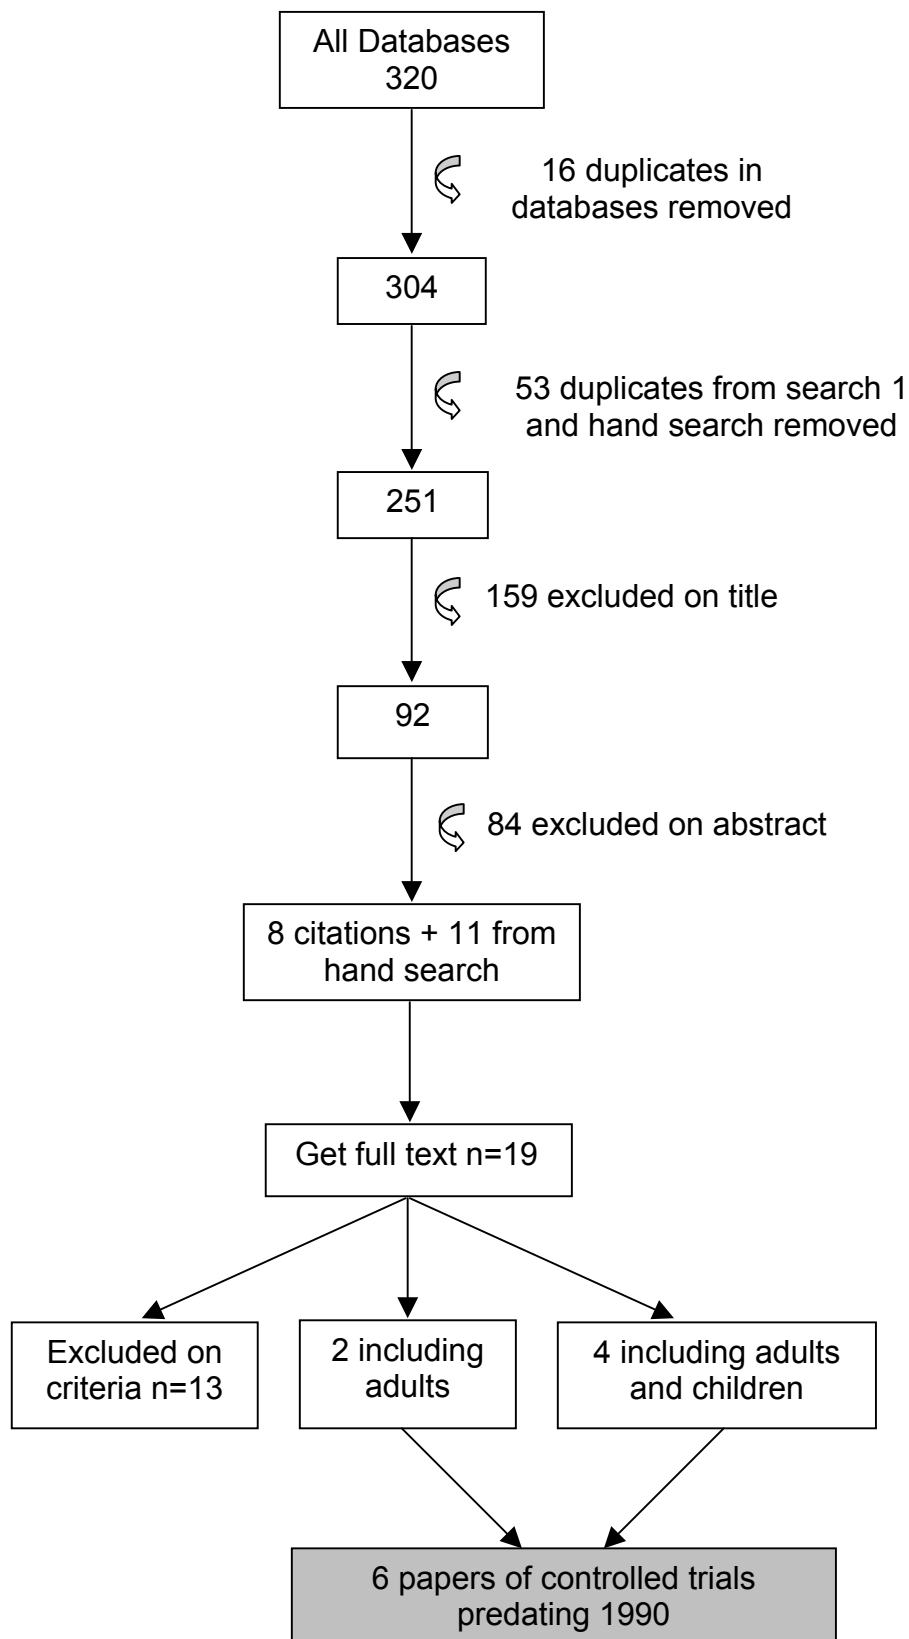 All Databases
320
16 duplicates in
databases removed
304
53 duplicates from search 1
and hand search removed
251
159 excluded on title
92
84 excluded on abstract
8 citations + 11 from
hand search
Get full text n=19
Excluded on
criteria n=13
2 including
adults
4 including adults
and children
6 papers of controlled trials
predating 1990